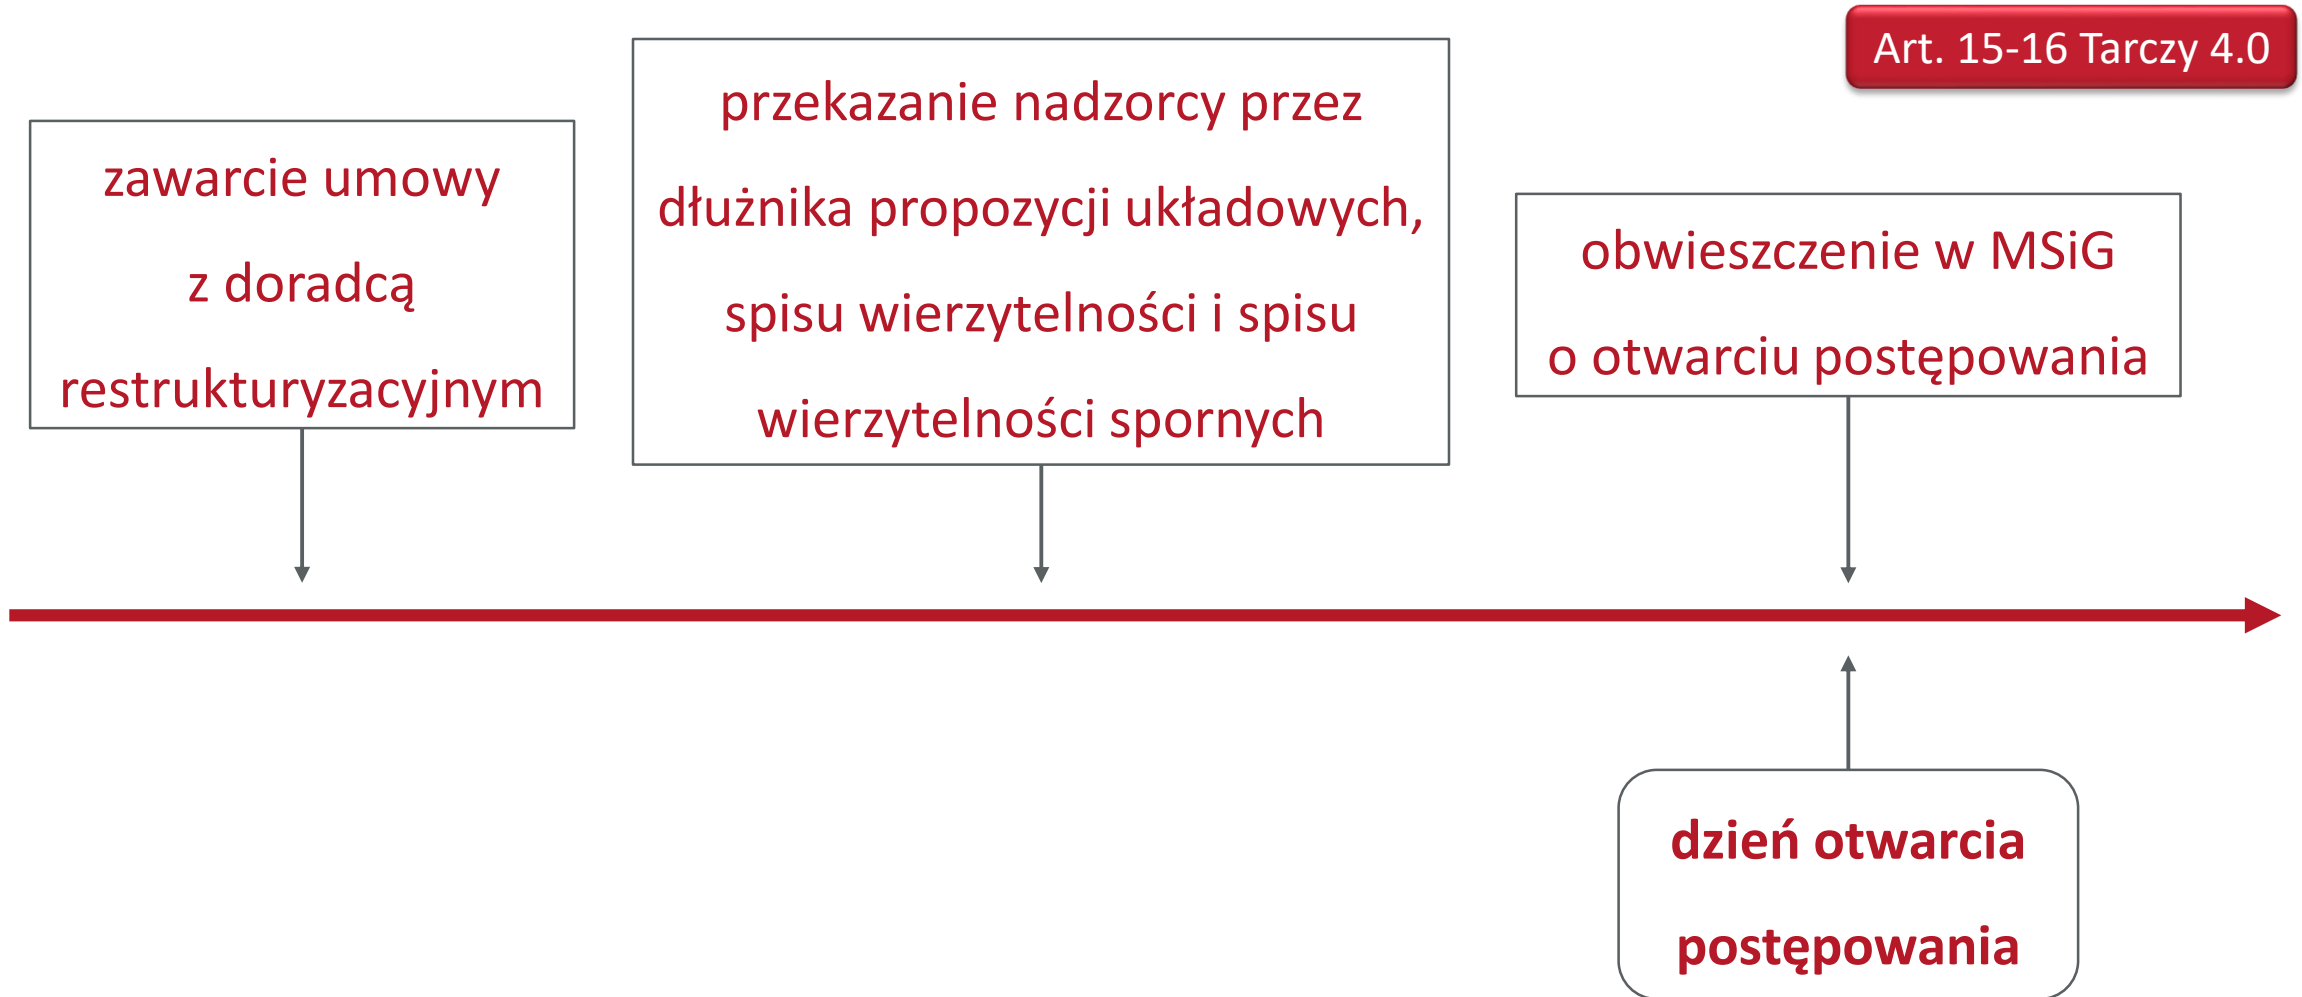 Art. 15-16 Tarczy 4.0
zawarcie umowy
z doradcą
restrukturyzacyjnym
przekazanie nadzorcy przez
dłużnika propozycji układowych,
spisu wierzytelności i spisu
wierzytelności spornych
obwieszczenie w MSiG
o otwarciu postępowania
dzień otwarcia
postępowania